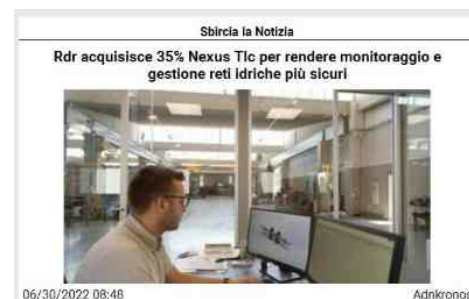 Sbircia la Notizia
Rdr acquisisce 35% Nexus Tlc per rendere monitoraggio e
gestione reti idriche più sicuri
06/30/2022 08:48
Adnkronos